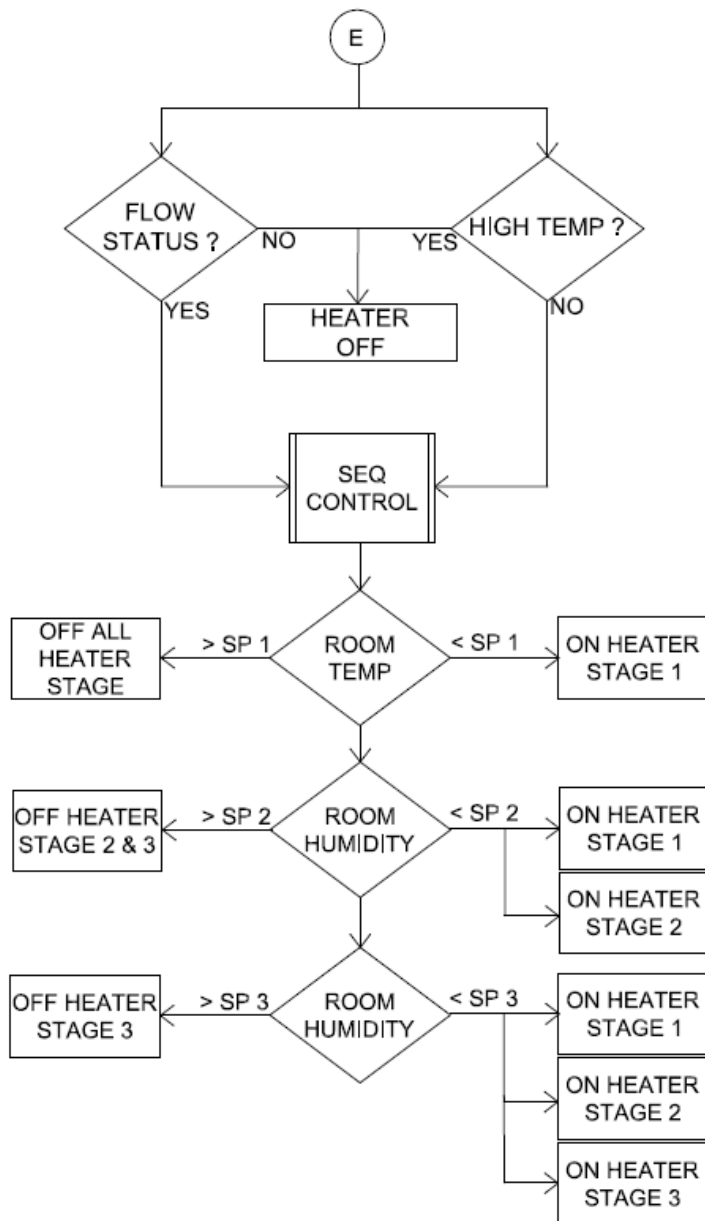 E
FLOW
STATUS ?
NO
YES
HIGH TEMP ?
YES
NO
HEATER
OFF
SEQ
CONTROL
OFF ALL
HEATER
STAGE
> SP 1
ROOM
TEMP
< SP 1
ON HEATER
STAGE 1
OFF HEATER
STAGE 2 & 3
> SP 2
ROOM
HUMIDITY
< SP 2
ON HEATER
STAGE 1
ON HEATER
STAGE 2
OFF HEATER
STAGE 3
> SP 3
ROOM
HUMIDITY
< SP 3
ON HEATER
STAGE 1
ON HEATER
STAGE 2
ON HEATER
STAGE 3